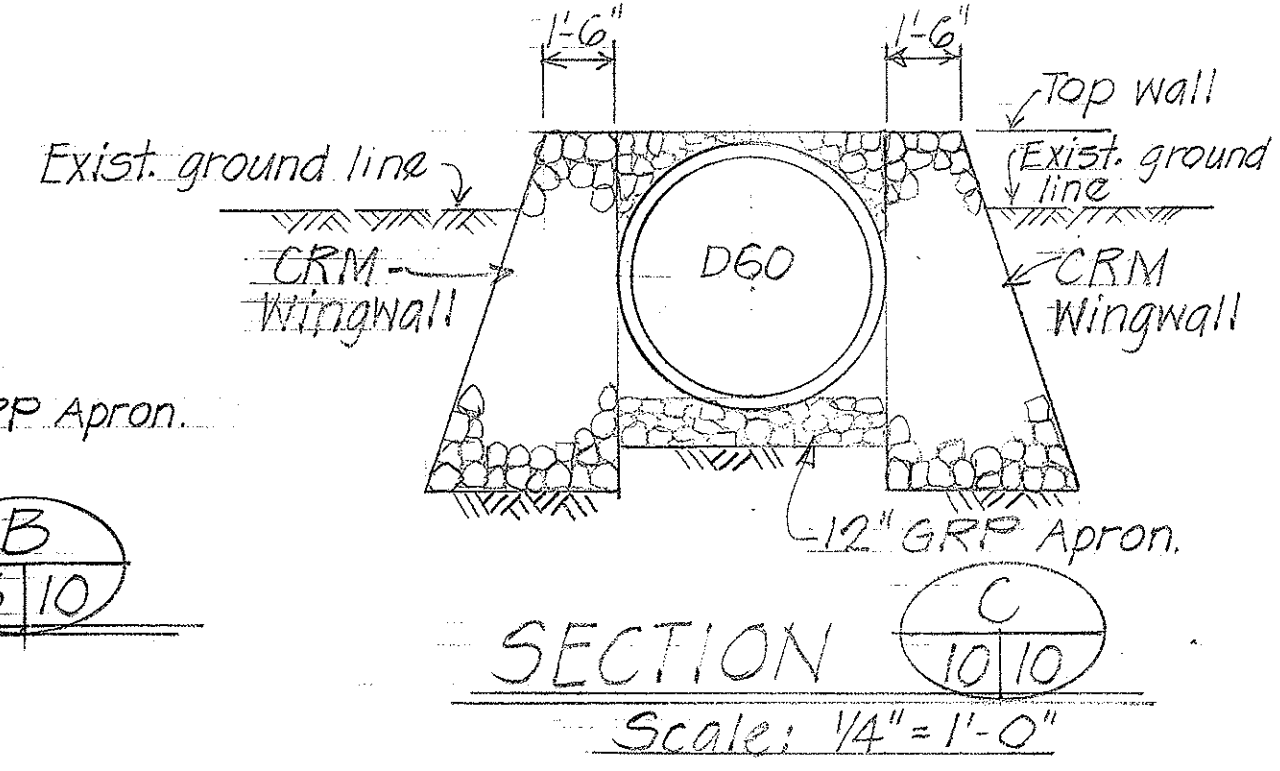 1'-6"
1'-6"
Top wall
Exist. ground line
Exist. ground
line
CRM
Wingwall
D60
CRM
Wingwall
Apron.
12" GRP Apron.
B
10
SECTION
C
10 10
Scale: 1/4" = 1'-0"